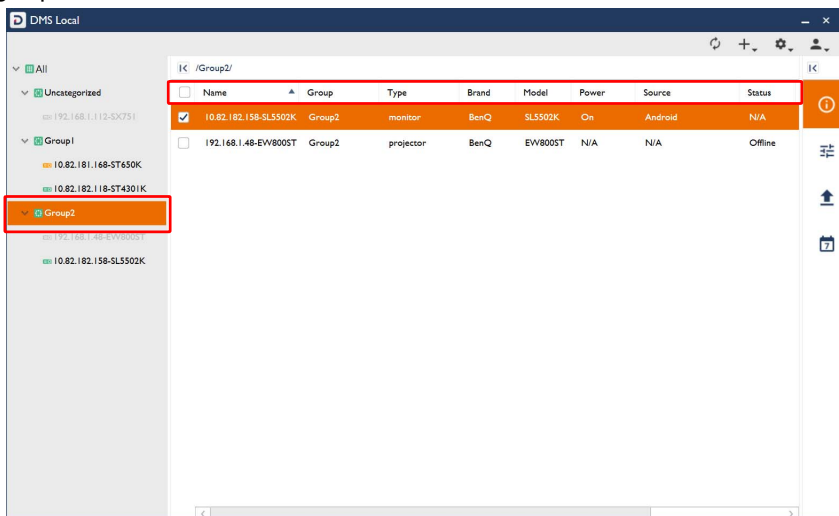 DMS Local
All
/Group2/
Uncategorized
Name Group Type Brand Model Power Source Status
192.168.1.112-SX751
10.82.182.158-SL5502K Group2 monitor BenQ SL5502K On Android N/A
Group1
192.168.1.48-EW800ST Group2 projector BenQ EW800ST N/A N/A Offline
10.82.181.168-ST650K
10.82.182.118-ST4301K
Group2
192.168.1.48-EW800ST
7
10.82.182.158-SL5502K